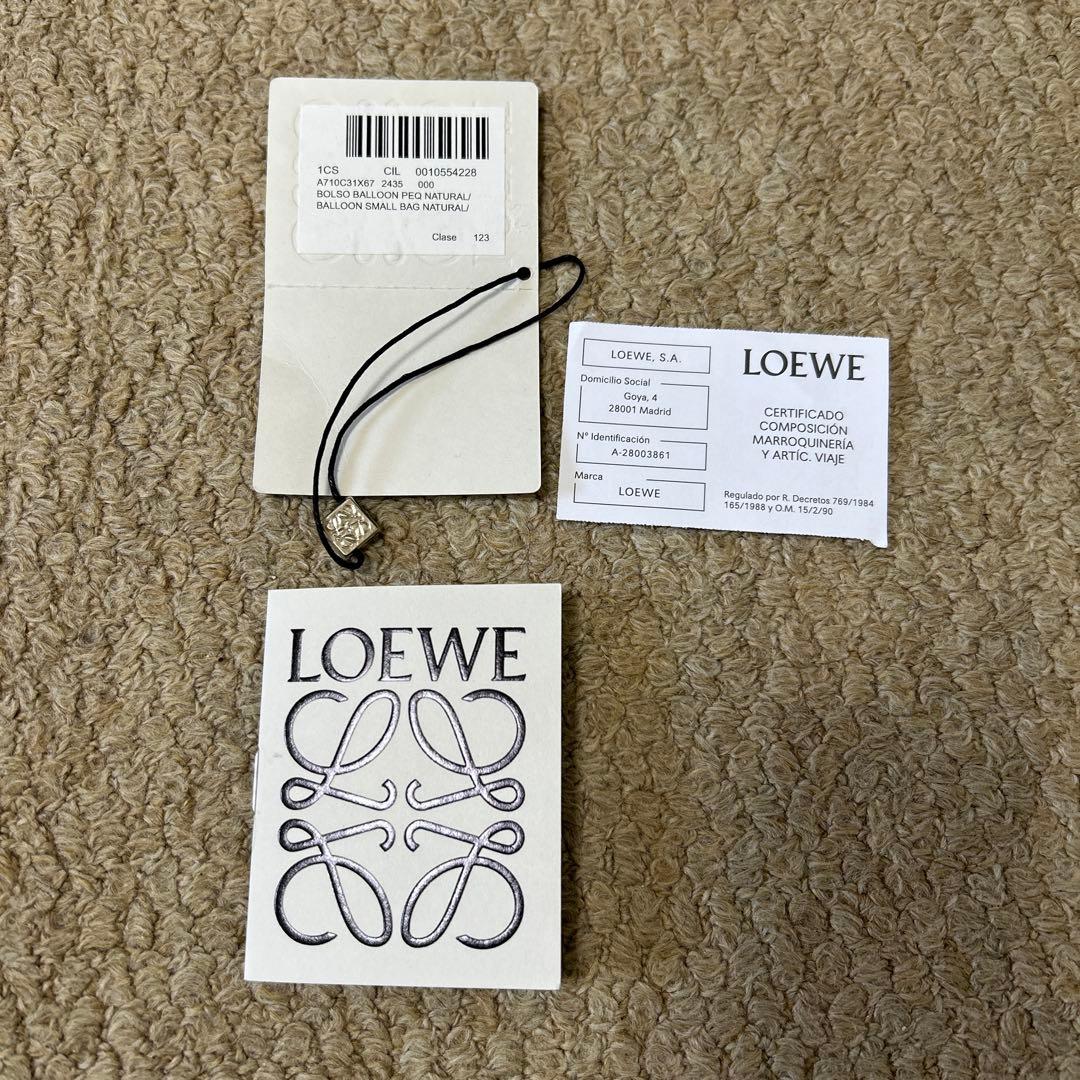 1CS CIL 0010554228
A710C31X67 2435 000
BOLSO BALLOON PEQ NATURAL/
BALLOON SMALL BAG NATURAL/
Clase 123
LOEWE, S.A.
Domicilio Social
Goya, 4
28001 Madrid
Nº Identificación
A-28003861
Marca
LOEWE
LOEWE
CERTIFICADO
COMPOSICIÓN
MARROQUINERÍA
Y ARTÍC. VIAJE
Regulado por R. Decretos 769/1984
165/1988 y O.M. 15/2/90
LOEWE